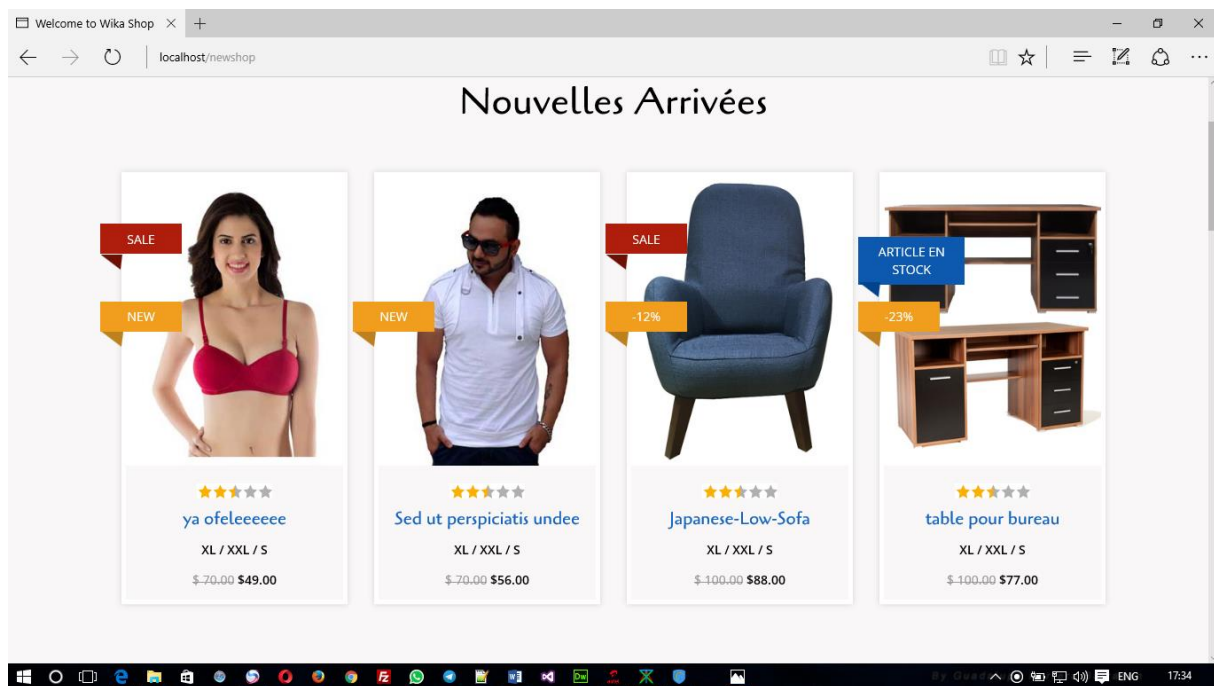 Welcome to Wika Shop
localhost/newshop
Nouvelles Arrivées
SALE
NEW
ya ofeleeeeee
XL / XXL / S
$ 70.00 $49.00
NEW
Sed ut perspiciatis undee
XL / XXL / S
$ 70.00 $56.00
SALE
-12%
Japanese-Low-Sofa
XL / XXL / S
$ 100.00 $88.00
ARTICLE EN
STOCK
-23%
table pour bureau
XL / XXL / S
$ 100.00 $77.00
ENG
17:34